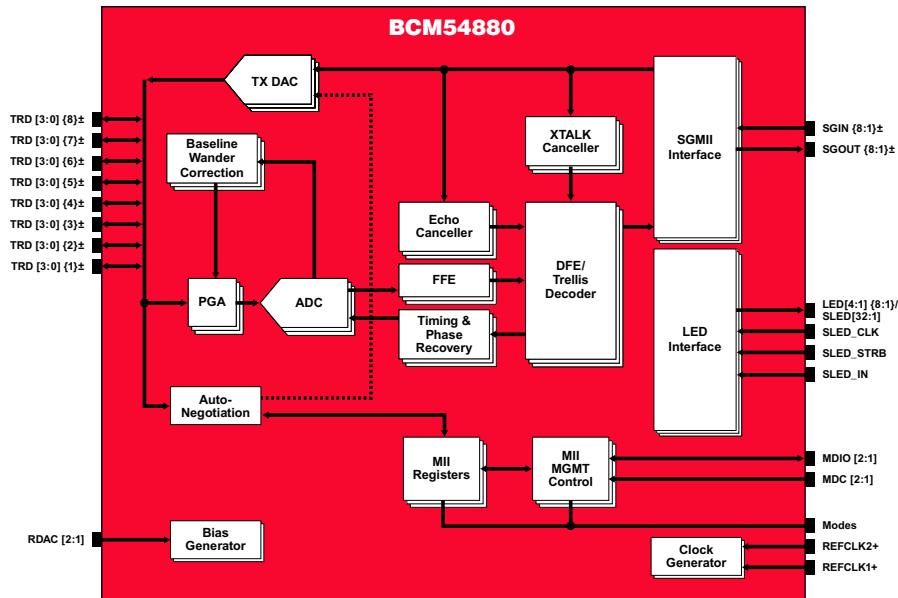 BCM54880
TX DAC
TRD [3:0] {8}±
TRD [3:0] {7}±
TRD [3:0] {6}±
TRD [3:0] {5}±
TRD [3:0] {4}±
TRD [3:0] {3}±
TRD [3:0] {2}±
TRD [3:0] {1}±
Baseline
Wander
Correction
XTALK
Canceller
SGMII
Interface
SGIN {8:1}±
SGOUT {8:1}±
Echo
Canceller
DFE/
Trellis
Decoder
FFE
PGA
ADC
Timing &
Phase
Recovery
LED
Interface
LED[4:1] {8:1}/
SLED[32:1]
SLED_CLK
SLED_STRB
SLED_IN
Auto-
Negotiation
MII
Registers
MII
MGMT
Control
MDIO [2:1]
MDC [2:1]
Modes
RDAC [2:1]
Bias
Generator
Clock
Generator
REFCLK2+
REFCLK1+